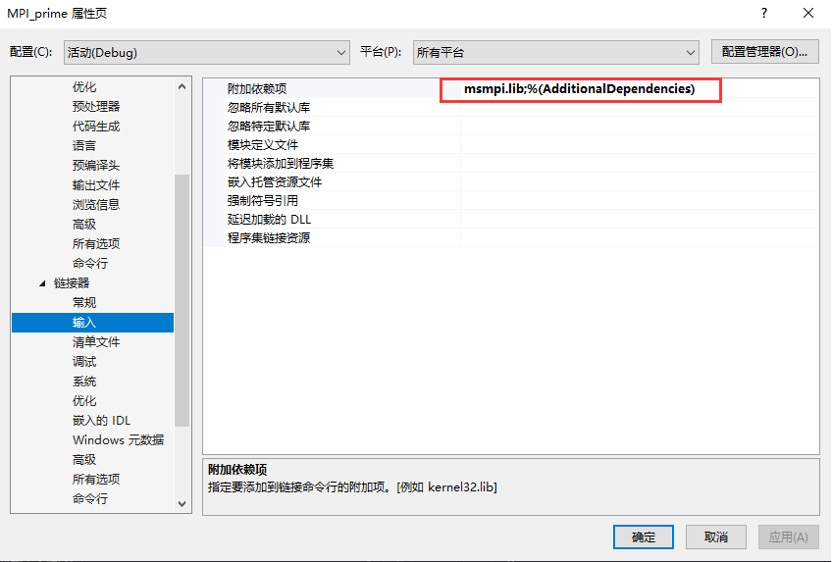 MPI_prime 属性页
?
配置(C):
活动(Debug)
平台(P):
所有平台
配置管理器(O)...
优化
预处理器
代码生成
语言
预编译头
输出文件
浏览信息
高级
所有选项
命令行
链接器
常规
输入
清单文件
调试
系统
优化
嵌入的 IDL
Windows 元数据
高级
所有选项
命令行
附加依赖项 msmpi.lib;%(AdditionalDependencies)
忽略所有默认库
忽略特定默认库
模块定义文件
将模块添加到程序集
嵌入托管资源文件
强制符号引用
延迟加载的 DLL
程序集链接资源
附加依赖项
指定要添加到链接命令行的附加项。[例如 kernel32.lib]
确定
取消
应用(A)